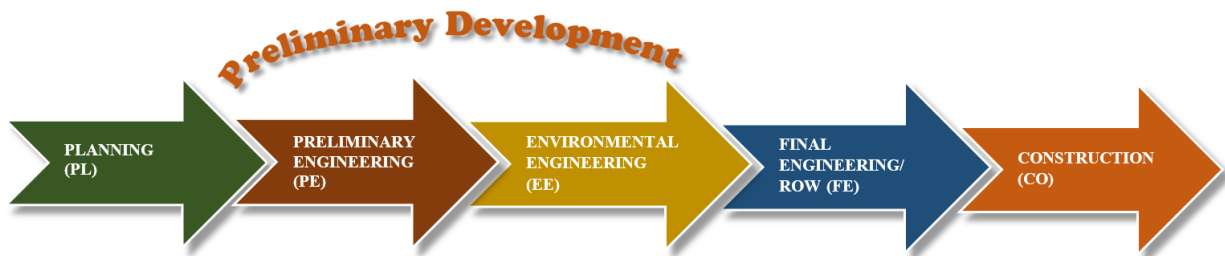 Preliminary Development
PLANNING
(PL)
PRELIMINARY
ENGINEERING
(PE)
ENVIRONMENTAL
ENGINEERING
(EE)
FINAL
ENGINEERING/
ROW (FE)
CONSTRUCTION
(CO)